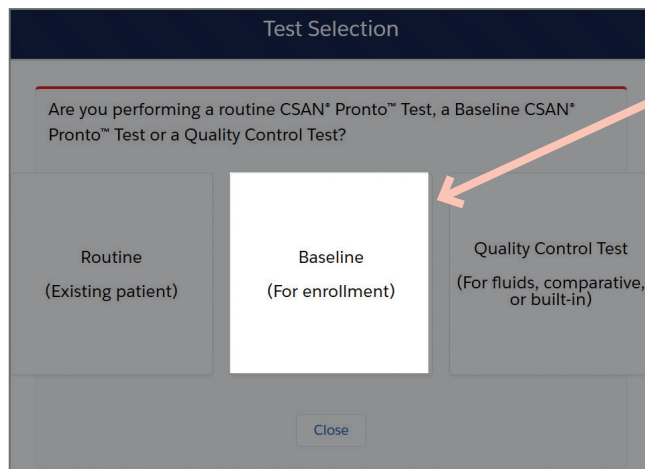 Test Selection
Are you performing a routine CSAN® Pronto™ Test, a Baseline CSAN®
Pronto™ Test or a Quality Control Test?
Routine
(Existing patient)
Baseline
(For enrollment)
Quality Control Test
(For fluids, comparative,
or built-in)
Close